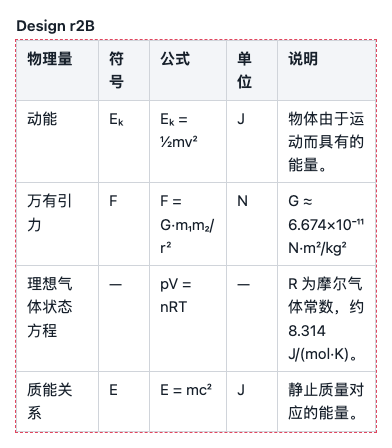 Design r2B
物理量 符 公式 单 说明
号 位
动能 Eₖ Eₖ = J 物体由于运
½mv² 动而具有的
能量。
万有引 F F = N G ≈
力 G·m₁m₂/ 6.674×10⁻¹¹
r² N·m²/kg²
理想气 — pV = — R 为摩尔气
体状态 nRT 体常数，约
方程 8.314
J/(mol·K)。
质能关 E E = mc² J 静止质量对
系 应的能量。